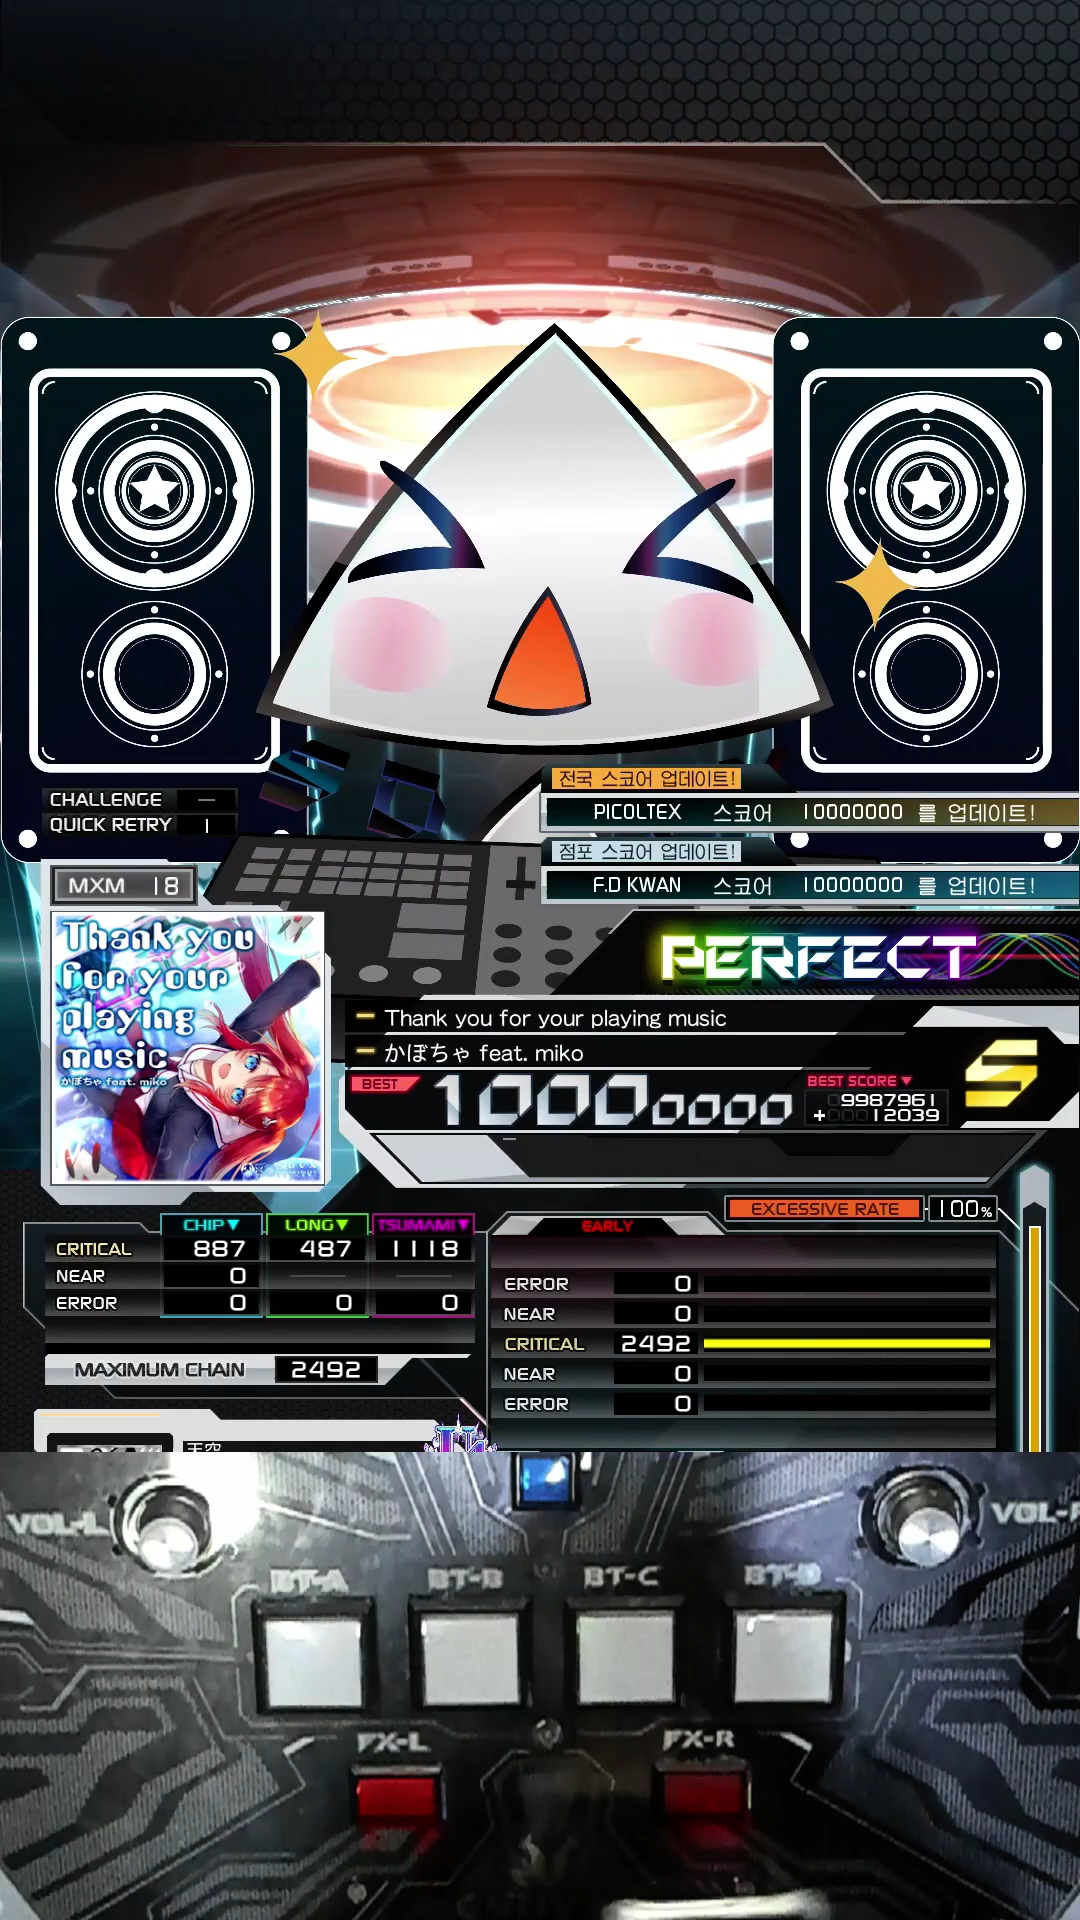 전국 스코어 업데이트!
PICOLTEX 스코어 10000000 를 업데이트!
점포 스코어 업데이트!
F.D KWAN 스코어 10000000 를 업데이트!
CHALLENGE —
QUICK RETRY 1
MXM 18
Thank you
for your
playing
music
かぼちゃ feat. miko
PERFECT
Thank you for your playing music
かぼちゃ feat. miko
BEST
10000000
BEST SCORE▼
09987961
+00012039
S
EXCESSIVE RATE 100%
CHIP▼ LONG▼ TSUMAMI▼
CRITICAL 887 487 1118
NEAR 0
ERROR 0 0 0
MAXIMUM CHAIN 2492
EARLY
ERROR 0
NEAR 0
CRITICAL 2492
NEAR 0
ERROR 0
VOL-L
BT-A BT-B BT-C BT-D
FX-L FX-R